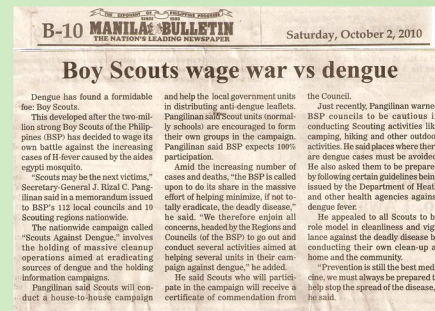 THE EXPONENT OF PHILIPPINE PROGRESS
SINCE 1900
B-10 MANILA BULLETIN
THE NATION'S LEADING NEWSPAPER
Saturday, October 2, 2010
Boy Scouts wage war vs dengue
Dengue has found a formidable
foe: Boy Scouts.
This developed after the two-mil-
lion strong Boy Scouts of the Philip-
pines (BSP) has decided to wage its
own battle against the increasing
cases of H-fever caused by the aides
egypti mosquito.
"Scouts may be the next victims,"
Secretary-General J. Rizal C. Pang-
ilinan said in a memorandum issued
to BSP's 112 local councils and 10
Scouting regions nationwide.
The nationwide campaign called
"Scouts Against Dengue," involves
the holding of massive cleanup
operations aimed at eradicating
sources of dengue and the holding
information campaigns.
Pangilinan said Scouts will con-
duct a house-to-house campaign
and help the local government units
in distributing anti-dengue leaflets.
Pangilinan said Scout units (normal-
ly schools) are encouraged to form
their own groups in the campaign.
Pangilinan said BSP expects 100%
participation.
Amid the increasing number of
cases and deaths, "the BSP is called
upon to do its share in the massive
effort of helping minimize, if not to-
tally eradicate, the deadly disease,"
he said. "We therefore enjoin all
concerns, headed by the Regions and
Councils (of the BSP) to go out and
conduct several activities aimed at
helping several units in their cam-
paign against dengue," he added.
He said Scouts who will partici-
pate in the campaign will receive a
certificate of commendation from
the Council.
Just recently, Pangilinan warne
BSP councils to be cautious i
conducting Scouting activities lik
camping, hiking and other outdoo
activities. He said places where ther
are dengue cases must be avoided
He also asked them to be prepare
by following certain guidelines bein
issued by the Department of Healt
and other health agencies agains
dengue fever.
He appealed to all Scouts to b
role model in cleanliness and vig
lance against the deadly disease b
conducting their own clean-up a
home and the community.
"Prevention is still the best med
cine, we must always be prepared t
help stop the spread of the disease,
he said.